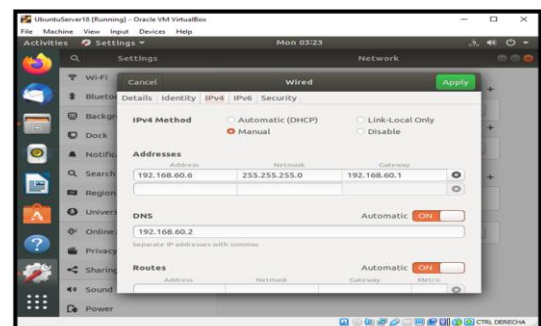 UbuntuServer18 [Running] - Oracle VM VirtualBox
File Machine View Input Devices Help
Activities Settings Mon 03:23
Settings Network
Wi-Fi
Cancel Wired Apply
Details Identity IPv4 IPv6 Security
IPv4 Method Automatic (DHCP) Link-Local Only
Manual Disable
Dock
Addresses
Address Netmask Gateway
Search 192.168.60.6 255.255.255.0 192.168.60.1
Region
Univers DNS Automatic ON
Online 192.168.60.2
Privacy Separate IP addresses with commas
Sharing Routes Automatic ON
Sound Address Netmask Gateway Metric
Power
CTRL DERECHA